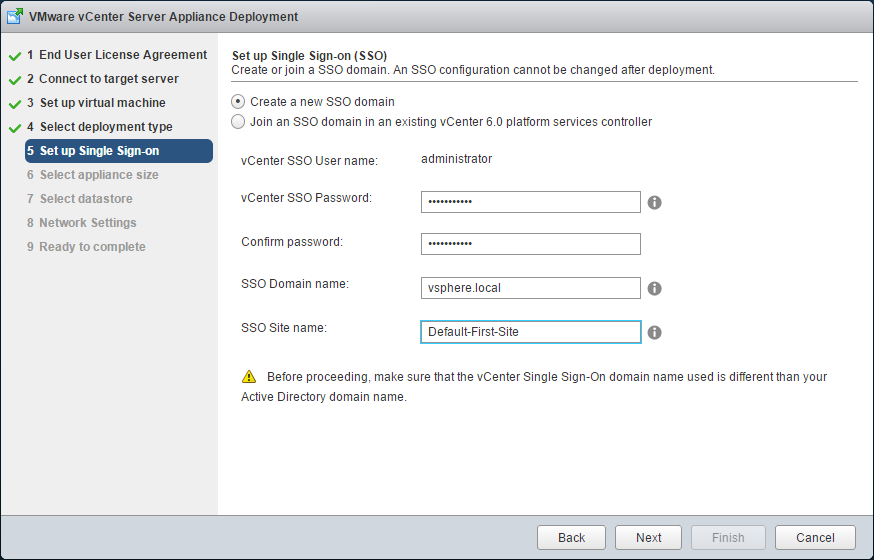 VMware vCenter Server Appliance Deployment
1 End User License Agreement
2 Connect to target server
3 Set up virtual machine
4 Select deployment type
5 Set up Single Sign-on
6 Select appliance size
7 Select datastore
8 Network Settings
9 Ready to complete
Set up Single Sign-on (SSO)
Create or join a SSO domain. An SSO configuration cannot be changed after deployment.
Create a new SSO domain
Join an SSO domain in an existing vCenter 6.0 platform services controller
vCenter SSO User name: administrator
vCenter SSO Password: •••••••••••
Confirm password: •••••••••••
SSO Domain name: vsphere.local
SSO Site name: Default-First-Site
Before proceeding, make sure that the vCenter Single Sign-On domain name used is different than your
Active Directory domain name.
Back Next Finish Cancel